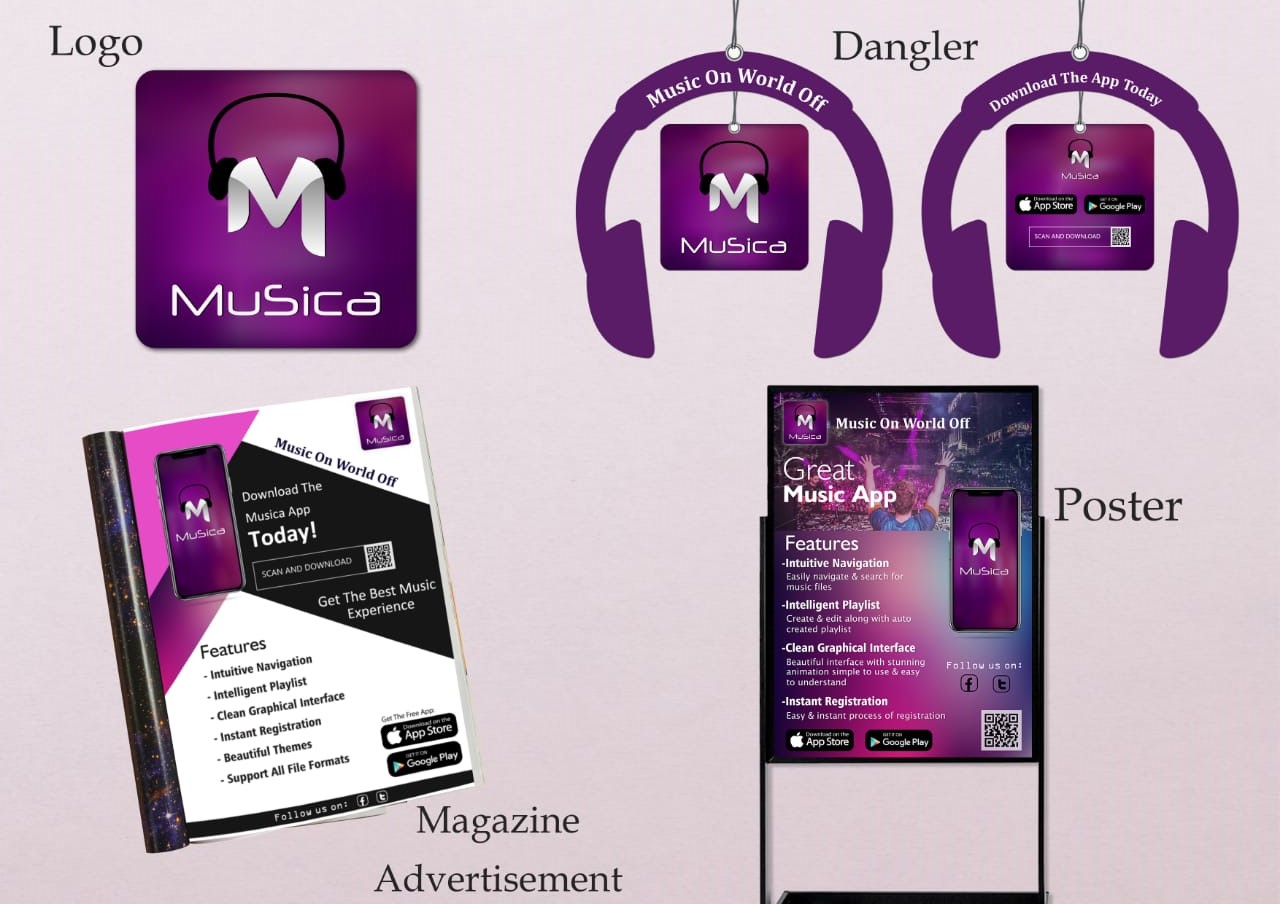 Logo
MuSica
Dangler
Music On World Off
MuSica
Download The App Today
MuSica
Download on the
App Store
GET IT ON
Google Play
SCAN AND DOWNLOAD
MuSica
Music On World Off
MuSica
Download The
Musica App
Today!
SCAN AND DOWNLOAD
Get The Best Music
Experience
Features
- Intuitive Navigation
- Intelligent Playlist
- Clean Graphical Interface
- Instant Registration
- Beautiful Themes
- Support All File Formats
Get The Free App:
Download on the
App Store
GET IT ON
Google Play
Follow us on:
Magazine
Advertisement
MuSica
Music On World Off
Great
Music App
MuSica
Features
-Intuitive Navigation
Easily navigate & search for
music files
-Intelligent Playlist
Create & edit along with auto
created playlist
-Clean Graphical Interface
Beautiful interface with stunning
animation simple to use & easy
to understand
-Instant Registration
Easy & instant process of registration
Follow us on:
Download on the
App Store
GET IT ON
Google Play
Poster